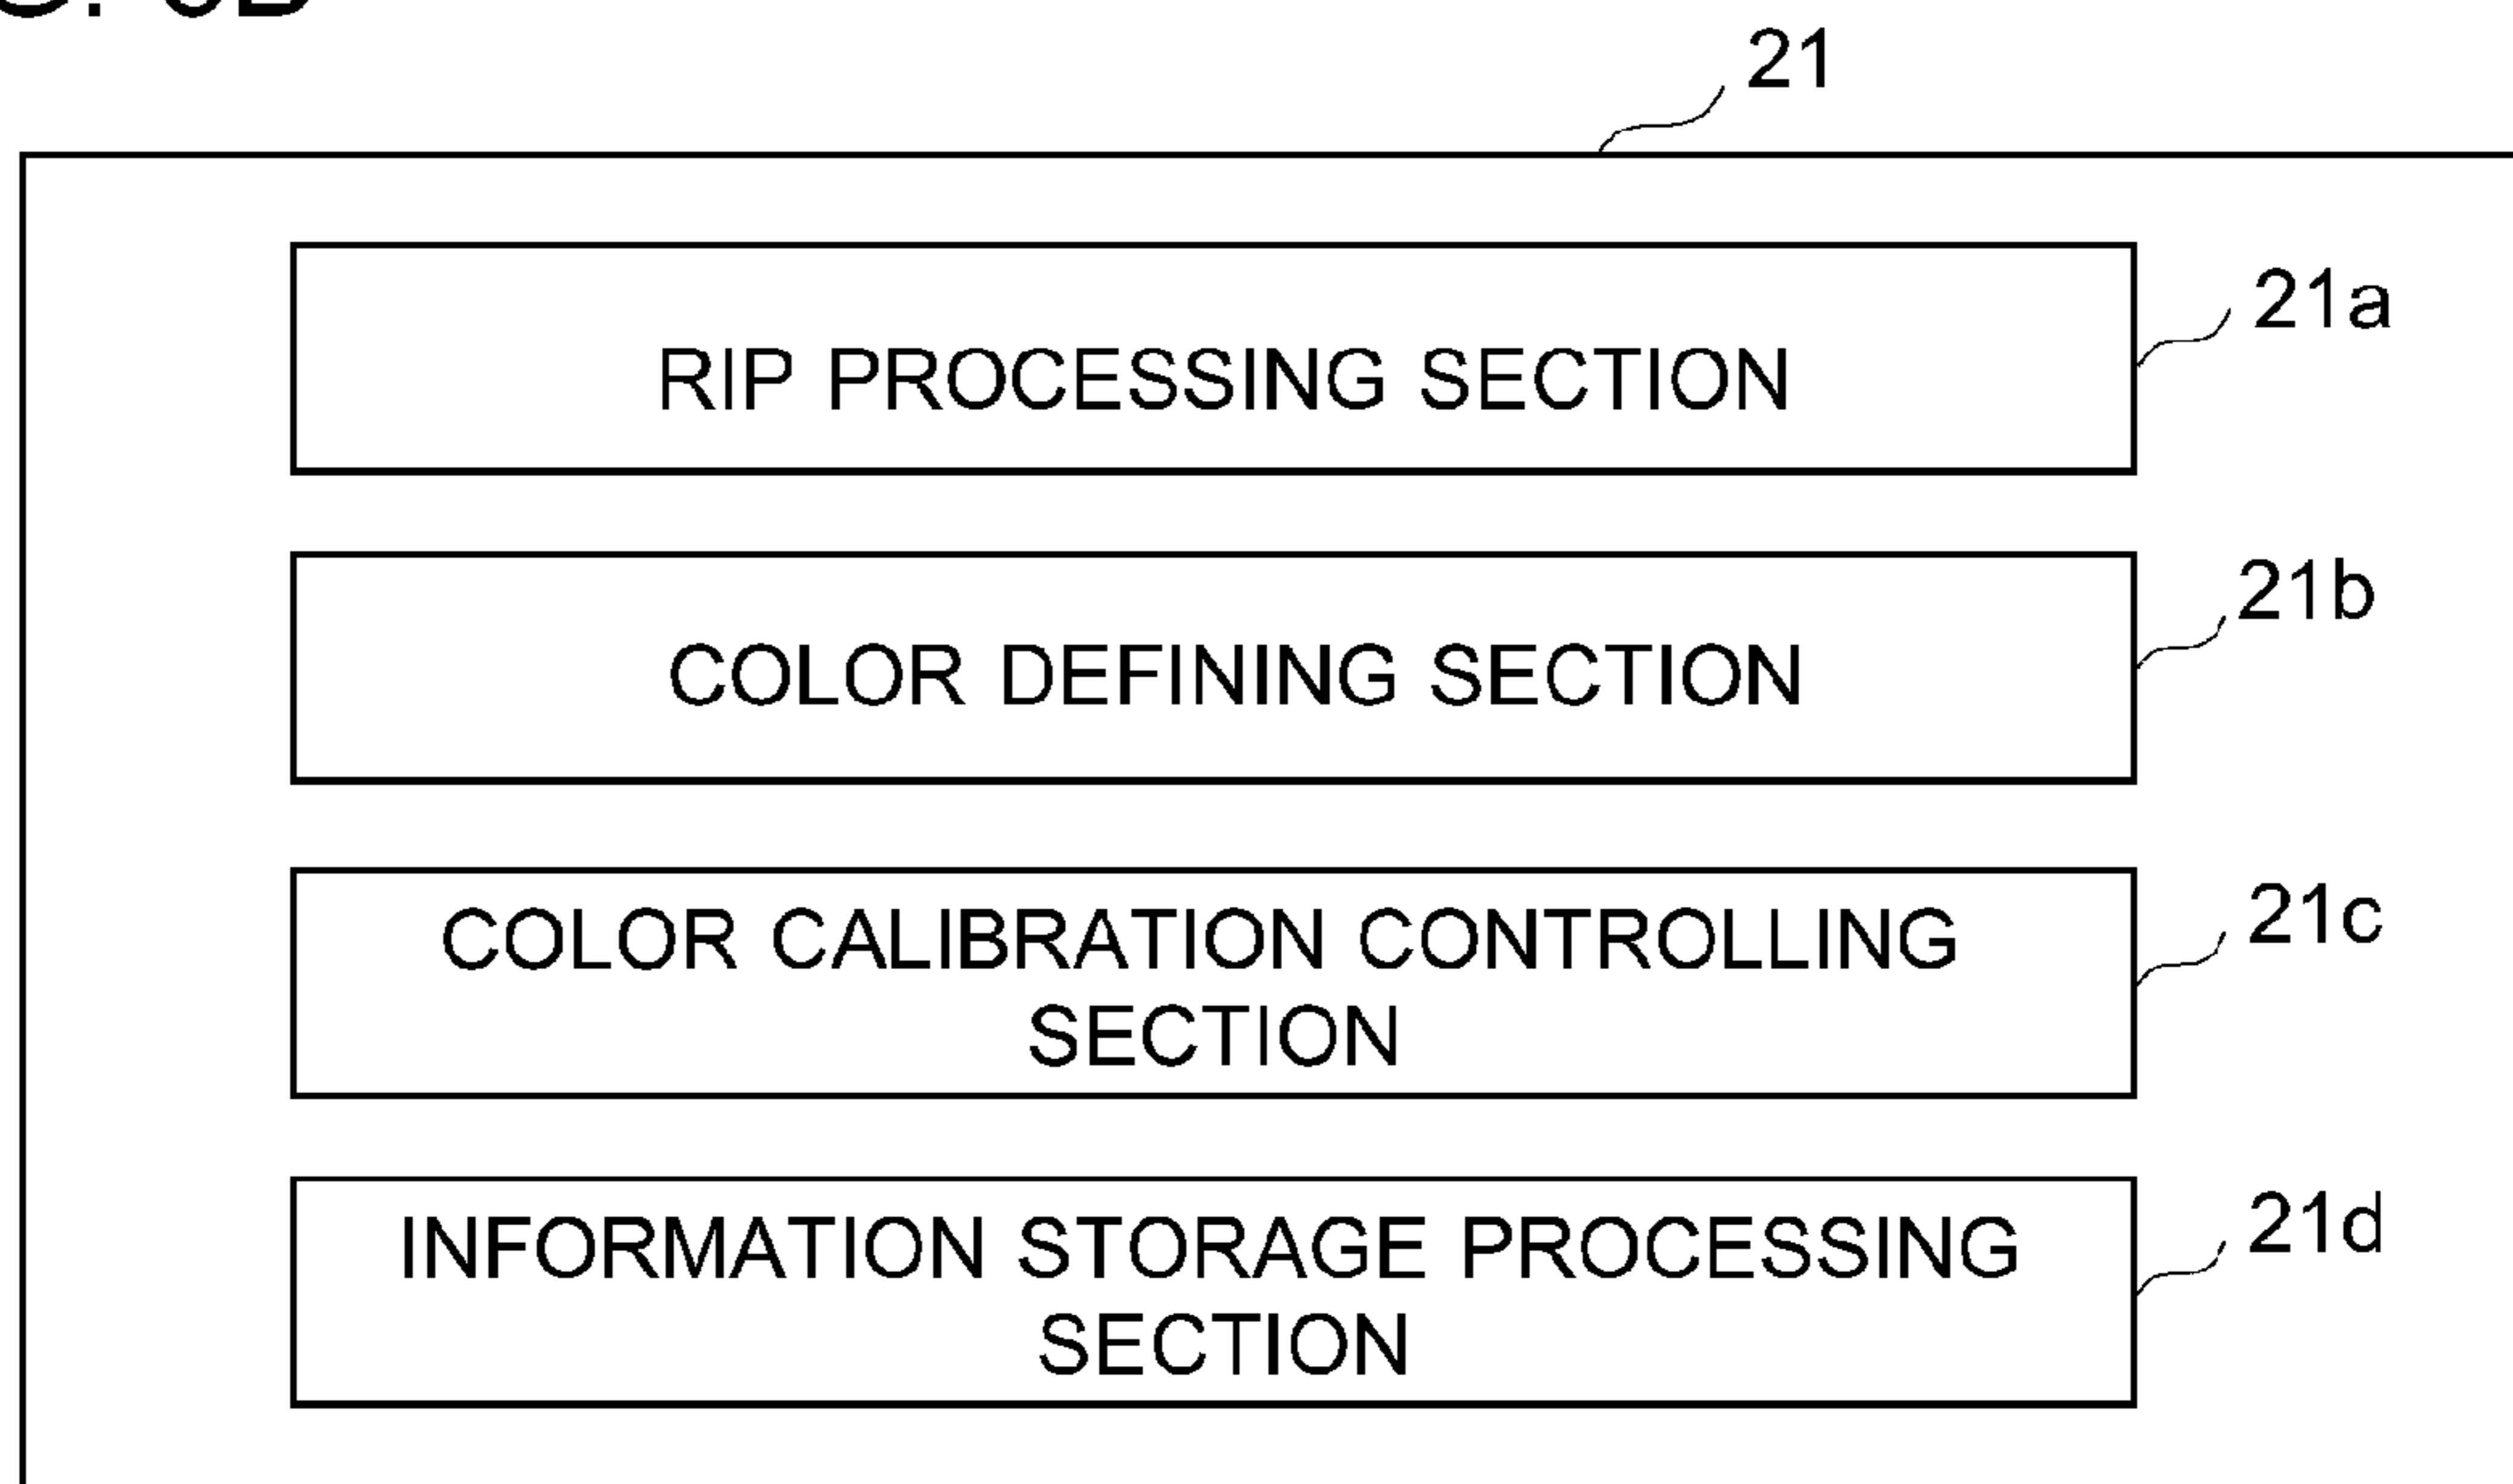 21
RIP PROCESSING SECTION
21a
COLOR DEFINING SECTION
21b
COLOR CALIBRATION CONTROLLING
SECTION
21c
INFORMATION STORAGE PROCESSING
SECTION
21d